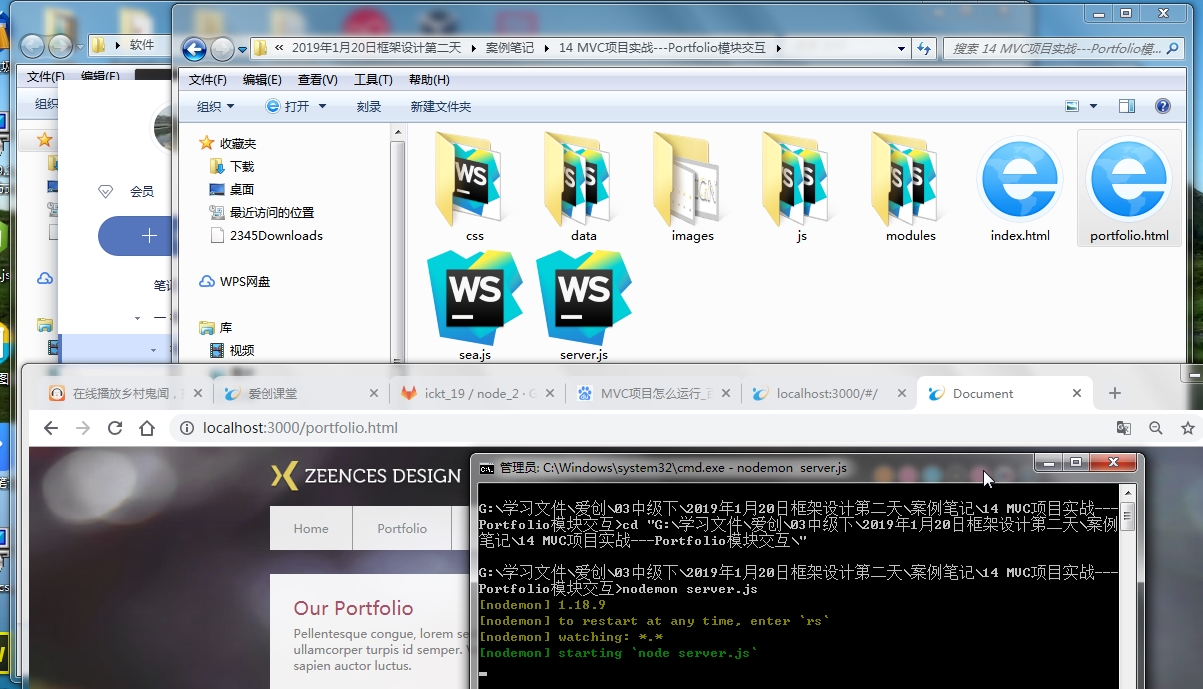 软件
文件(F) 编辑(E)
组织
会员
笔记
2019年1月20日框架设计第二天 案例笔记 14 MVC项目实战---Portfolio模块交互
搜索 14 MVC项目实战---Portfolio模...
文件(F) 编辑(E) 查看(V) 工具(T) 帮助(H)
组织 打开 刻录 新建文件夹
收藏夹
下载
桌面
最近访问的位置
2345Downloads
WPS网盘
库
视频
css data images js modules index.html portfolio.html
sea.js server.js
在线播放乡村鬼闻, 爱创课堂 ickt_19 / node_2 · G MVC项目怎么运行_百 localhost:3000/#/ Document
localhost:3000/portfolio.html
ZEENCES DESIGN
Home Portfolio
Our Portfolio
Pellentesque congue, lorem se
ullamcorper turpis id semper. V
sapien auctor luctus.
管理员: C:\Windows\system32\cmd.exe - nodemon server.js
G:\学习文件\爱创\03中级下\2019年1月20日框架设计第二天\案例笔记\14 MVC项目实战---
Portfolio模块交互>cd "G:\学习文件\爱创\03中级下\2019年1月20日框架设计第二天\案例
笔记\14 MVC项目实战---Portfolio模块交互\"
G:\学习文件\爱创\03中级下\2019年1月20日框架设计第二天\案例笔记\14 MVC项目实战---
Portfolio模块交互>nodemon server.js
[nodemon] 1.18.9
[nodemon] to restart at any time, enter `rs`
[nodemon] watching: *.*
[nodemon] starting `node server.js`